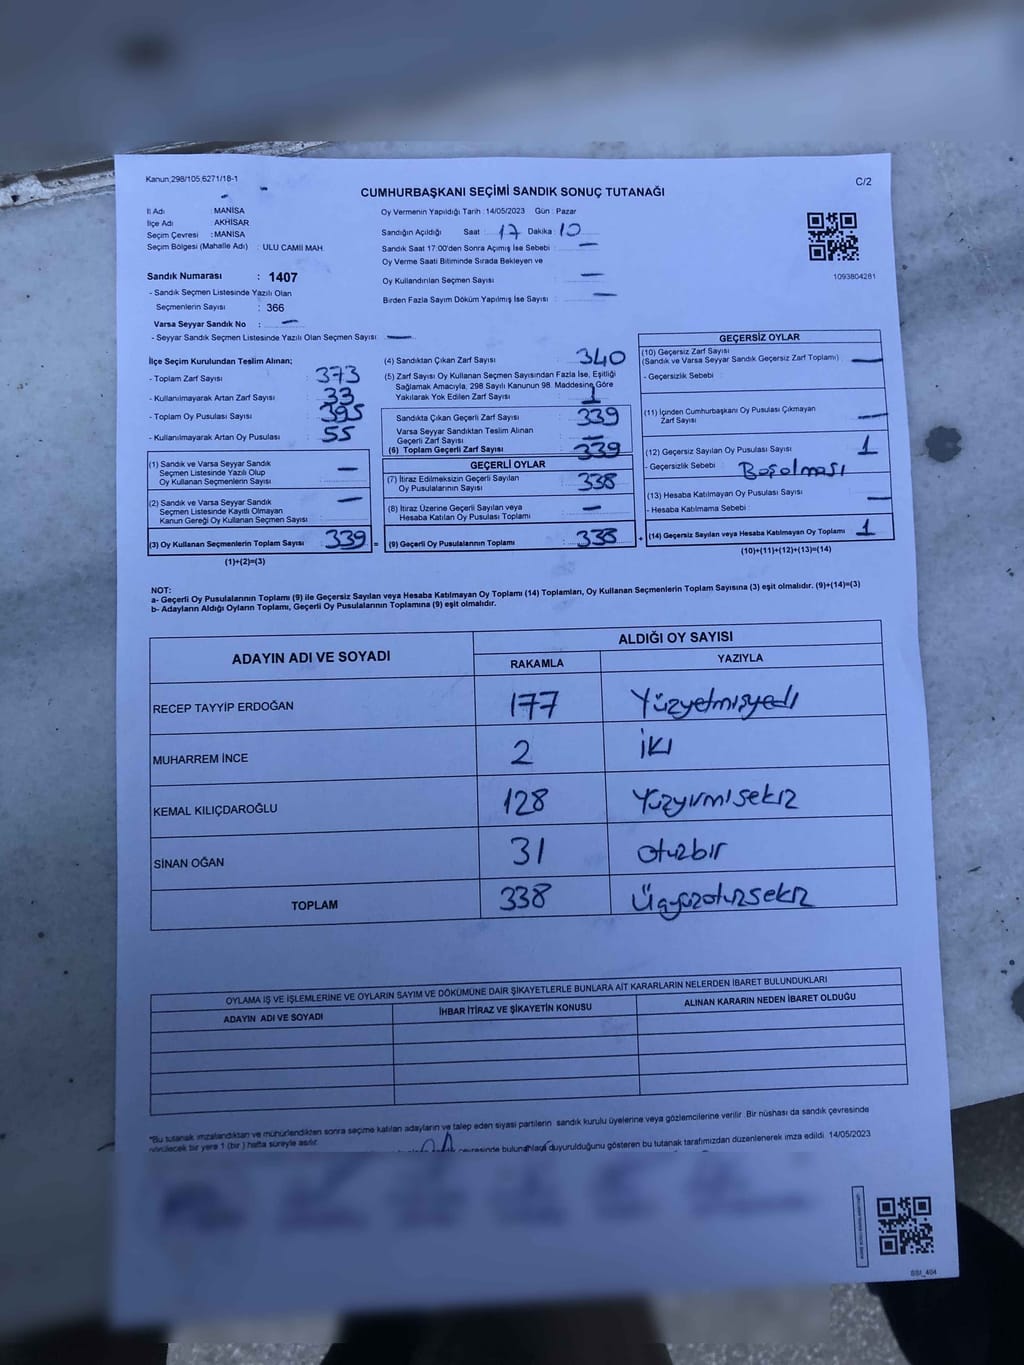 Kanun,298/105,6271/18-1
CUMHURBAŞKANI SEÇİMİ SANDIK SONUÇ TUTANAĞI
C/2
İl Adı : MANİSA
İlçe Adı : AKHİSAR
Seçim Çevresi : MANİSA
Seçim Bölgesi (Mahalle Adı) : ULU CAMİİ MAH.
Oy Vermenin Yapıldığı Tarih : 14/05/2023 Gün : Pazar
Sandığın Açıldığı Saat : 17 Dakika : 10
Sandık Saat 17:00'den Sonra Açımış İse Sebebi : —
Oy Verme Saati Bitiminde Sırada Bekleyen ve
Oy Kullandırılan Seçmen Sayısı : —
Birden Fazla Sayım Döküm Yapılmış İse Sayısı : —
1093804281
Sandık Numarası : 1407
- Sandık Seçmen Listesinde Yazılı Olan
Seçmenlerin Sayısı : 366
Varsa Seyyar Sandık No : —
- Seyyar Sandık Seçmen Listesinde Yazılı Olan Seçmen Sayısı : —
İlçe Seçim Kurulundan Teslim Alınan;
- Toplam Zarf Sayısı : 373
- Kullanılmayarak Artan Zarf Sayısı : 33
- Toplam Oy Pusulası Sayısı : 395
- Kullanılmayarak Artan Oy Pusulası : 55
(1) Sandık ve Varsa Seyyar Sandık
Seçmen Listesinde Yazılı Olup
Oy Kullanan Seçmenlerin Sayısı : —
(2) Sandık ve Varsa Seyyar Sandık
Seçmen Listesinde Kayıtlı Olmayan
Kanun Gereği Oy Kullanan Seçmen Sayısı : —
(3) Oy Kullanan Seçmenlerin Toplam Sayısı : 339
(1)+(2)=(3)
(4) Sandıktan Çıkan Zarf Sayısı : 340
(5) Zarf Sayısı Oy Kullanan Seçmen Sayısından Fazla İse, Eşitliği
Sağlamak Amacıyla, 298 Sayılı Kanunun 98. Maddesine Göre
Yakılarak Yok Edilen Zarf Sayısı : 1
Sandıkta Çıkan Geçerli Zarf Sayısı : 339
Varsa Seyyar Sandıktan Teslim Alınan
Geçerli Zarf Sayısı : —
(6) Toplam Geçerli Zarf Sayısı : 339
GEÇERLİ OYLAR
(7) İtiraz Edilmeksizin Geçerli Sayılan
Oy Pusulalarının Sayısı : 338
(8) İtiraz Üzerine Geçerli Sayılan veya
Hesaba Katılan Oy Pusulası Toplamı : —
(9) Geçerli Oy Pusulalarının Toplamı : 338
GEÇERSİZ OYLAR
(10) Geçersiz Zarf Sayısı
(Sandık ve Varsa Seyyar Sandık Geçersiz Zarf Toplamı) : —
- Geçersizlik Sebebi :
(11) İçinden Cumhurbaşkanı Oy Pusulası Çıkmayan
Zarf Sayısı : —
(12) Geçersiz Sayılan Oy Pusulası Sayısı : 1
- Geçersizlik Sebebi : Boşolması
(13) Hesaba Katılmayan Oy Pusulası Sayısı : —
- Hesaba Katılmama Sebebi :
(14) Geçersiz Sayılan veya Hesaba Katılmayan Oy Toplamı : 1
(10)+(11)+(12)+(13)=(14)
NOT:
a- Geçerli Oy Pusulalarının Toplamı (9) ile Geçersiz Sayılan veya Hesaba Katılmayan Oy Toplamı (14) Toplamları, Oy Kullanan Seçmenlerin Toplam Sayısına (3) eşit olmalıdır. (9)+(14)=(3)
b- Adayların Aldığı Oyların Toplamı, Geçerli Oy Pusulalarının Toplamına (9) eşit olmalıdır.
ADAYIN ADI VE SOYADI
ALDIĞI OY SAYISI
RAKAMLA YAZIYLA
RECEP TAYYİP ERDOĞAN 177 Yüzyetmişyedi
MUHARREM İNCE 2 iki
KEMAL KILIÇDAROĞLU 128 Yüzyirmisekiz
SİNAN OĞAN 31 otuzbir
TOPLAM 338 Üçyüzotuzsekiz
OYLAMA İŞ VE İŞLEMLERİNE VE OYLARIN SAYIM VE DÖKÜMÜNE DAİR ŞİKAYETLERLE BUNLARA AİT KARARLARIN NELERDEN İBARET BULUNDUKLARI
ADAYIN ADI VE SOYADI İHBAR İTİRAZ VE ŞİKAYETİN KONUSU ALINAN KARARIN NEDEN İBARET OLDUĞU
*Bu tutanak imzalandıktan ve mühürlendikten sonra seçime katılan adayların ve talep eden siyasi partilerin sandık kurulu üyelerine veya gözlemcilerine verilir. Bir nüshası da sandık çevresinde
görülecek bir yere 1 (bir) hafta süreyle asılır.
çevresinde bulunanlara duyurulduğunu gösteren bu tutanak tarafımızdan düzenlenerek imza edildi. 14/05/2023
SSI_404